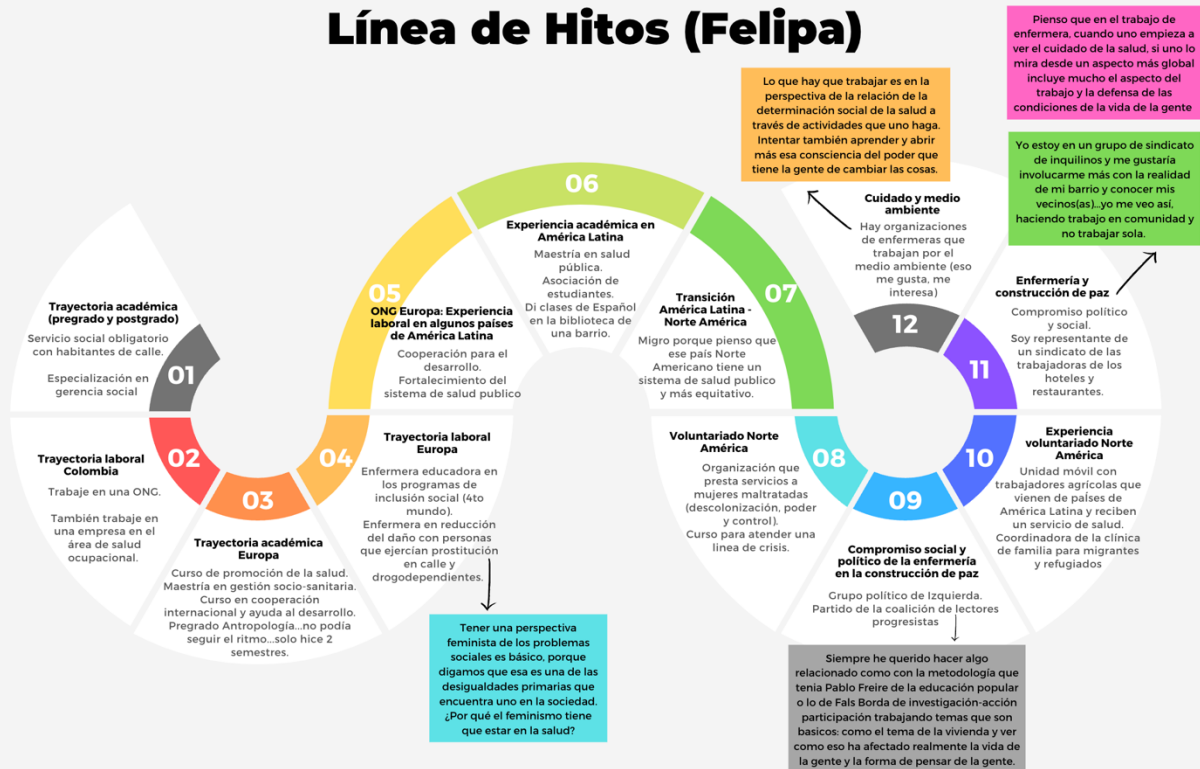 Línea de Hitos (Felipa)
01
Trayectoria académica
(pregrado y postgrado)
Servicio social obligatorio
con habitantes de calle.
Especialización en
gerencia social
02
Trayectoria laboral
Colombia
Trabaje en una ONG.
También trabaje en
una empresa en el
área de salud
ocupacional.
03
Trayectoria académica
Europa
Curso de promoción de la salud.
Maestría en gestión socio-sanitaria.
Curso en cooperación
internacional y ayuda al desarrollo.
Pregrado Antropología...no podía
seguir el ritmo...solo hice 2
semestres.
04
Trayectoria laboral
Europa
Enfermera educadora en
los programas de
inclusión social (4to
mundo).
Enfermera en reducción
del daño con personas
que ejercían prostitución
en calle y
drogodependientes.
Tener una perspectiva
feminista de los problemas
sociales es básico, porque
digamos que esa es una de las
desigualdades primarias que
encuentra uno en la sociedad.
¿Por qué el feminismo tiene
que estar en la salud?
05
ONG Europa: Experiencia
laboral en algunos países
de América Latina
Cooperación para el
desarrollo.
Fortalecimiento del
sistema de salud publico
06
Experiencia académica en
América Latina
Maestría en salud
pública.
Asociación de
estudiantes.
Di clases de Español
en la biblioteca de
una barrio.
07
Transición
América Latina -
Norte América
Migro porque pienso que
ese país Norte
Americano tiene un
sistema de salud publico
y más equitativo.
08
Voluntariado Norte
América
Organización que
presta servicios a
mujeres maltratadas
(descolonización, poder
y control).
Curso para atender una
linea de crisis.
09
Compromiso social y
político de la enfermería
en la construcción de paz
Grupo político de Izquierda.
Partido de la coalición de lectores
progresistas
Siempre he querido hacer algo
relacionado como con la metodología que
tenia Pablo Freire de la educación popular
o lo de Fals Borda de investigación-acción
participación trabajando temas que son
basicos: como el tema de la vivienda y ver
como eso ha afectado realmente la vida de
la gente y la forma de pensar de la gente.
10
Experiencia
voluntariado Norte
América
Unidad móvil con
trabajadores agrícolas que
vienen de países de
América Latina y reciben
un servicio de salud.
Coordinadora de la clínica
de familia para migrantes
y refugiados
11
Enfermería y
construcción de paz
Compromiso político
y social.
Soy representante de
un sindicato de las
trabajadoras de los
hoteles y
restaurantes.
Yo estoy en un grupo de sindicato
de inquilinos y me gustaría
involucarme más con la realidad
de mi barrio y conocer mis
vecinos(as)...yo me veo así,
haciendo trabajo en comunidad y
no trabajar sola.
12
Cuidado y medio
ambiente
Hay organizaciones
de enfermeras que
trabajan por el
medio ambiente (eso
me gusta, me
interesa)
Lo que hay que trabajar es en la
perspectiva de la relación de la
determinación social de la salud a
través de actividades que uno haga.
Intentar también aprender y abrir
más esa consciencia del poder que
tiene la gente de cambiar las cosas.
Pienso que en el trabajo de
enfermera, cuando uno empieza a
ver el cuidado de la salud, si uno lo
mira desde un aspecto más global
incluye mucho el aspecto del
trabajo y la defensa de las
condiciones de la vida de la gente